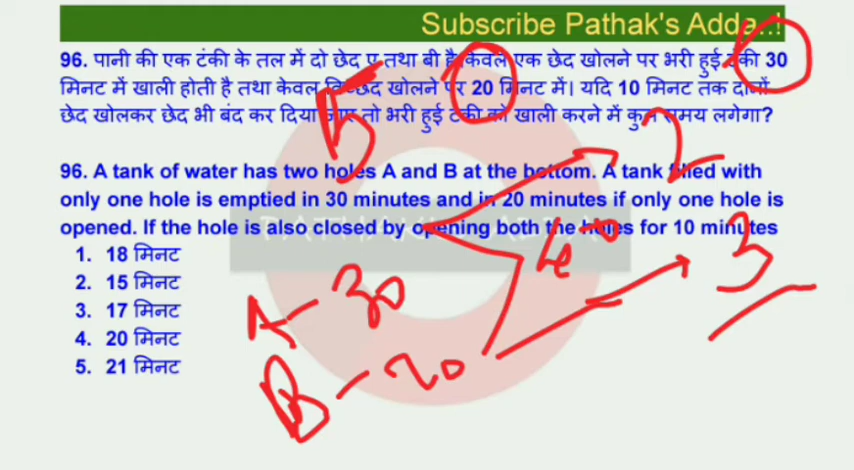 Subscribe Pathak's Adda..!
96. पानी की एक टंकी के तल में दो छेद ए तथा बी है केवल एक छेद खोलने पर भरी हुई टंकी 30
मिनट में खाली होती है तथा केवल छेद खोलने पर 20 मिनट में। यदि 10 मिनट तक दोनों
छेद खोलकर छेद भी बंद कर दिया जाए तो भरी हुई टंकी को खाली करने में कुल समय लगेगा?
5
2
96. A tank of water has two holes A and B at the bottom. A tank filled with
only one hole is emptied in 30 minutes and in 20 minutes if only one hole is
opened. If the hole is also closed by opening both the holes for 10 minutes
PATHAK'S ADDA
1. 18 मिनट
2. 15 मिनट
3. 17 मिनट
4. 20 मिनट
5. 21 मिनट
3
A - 30
B - 20